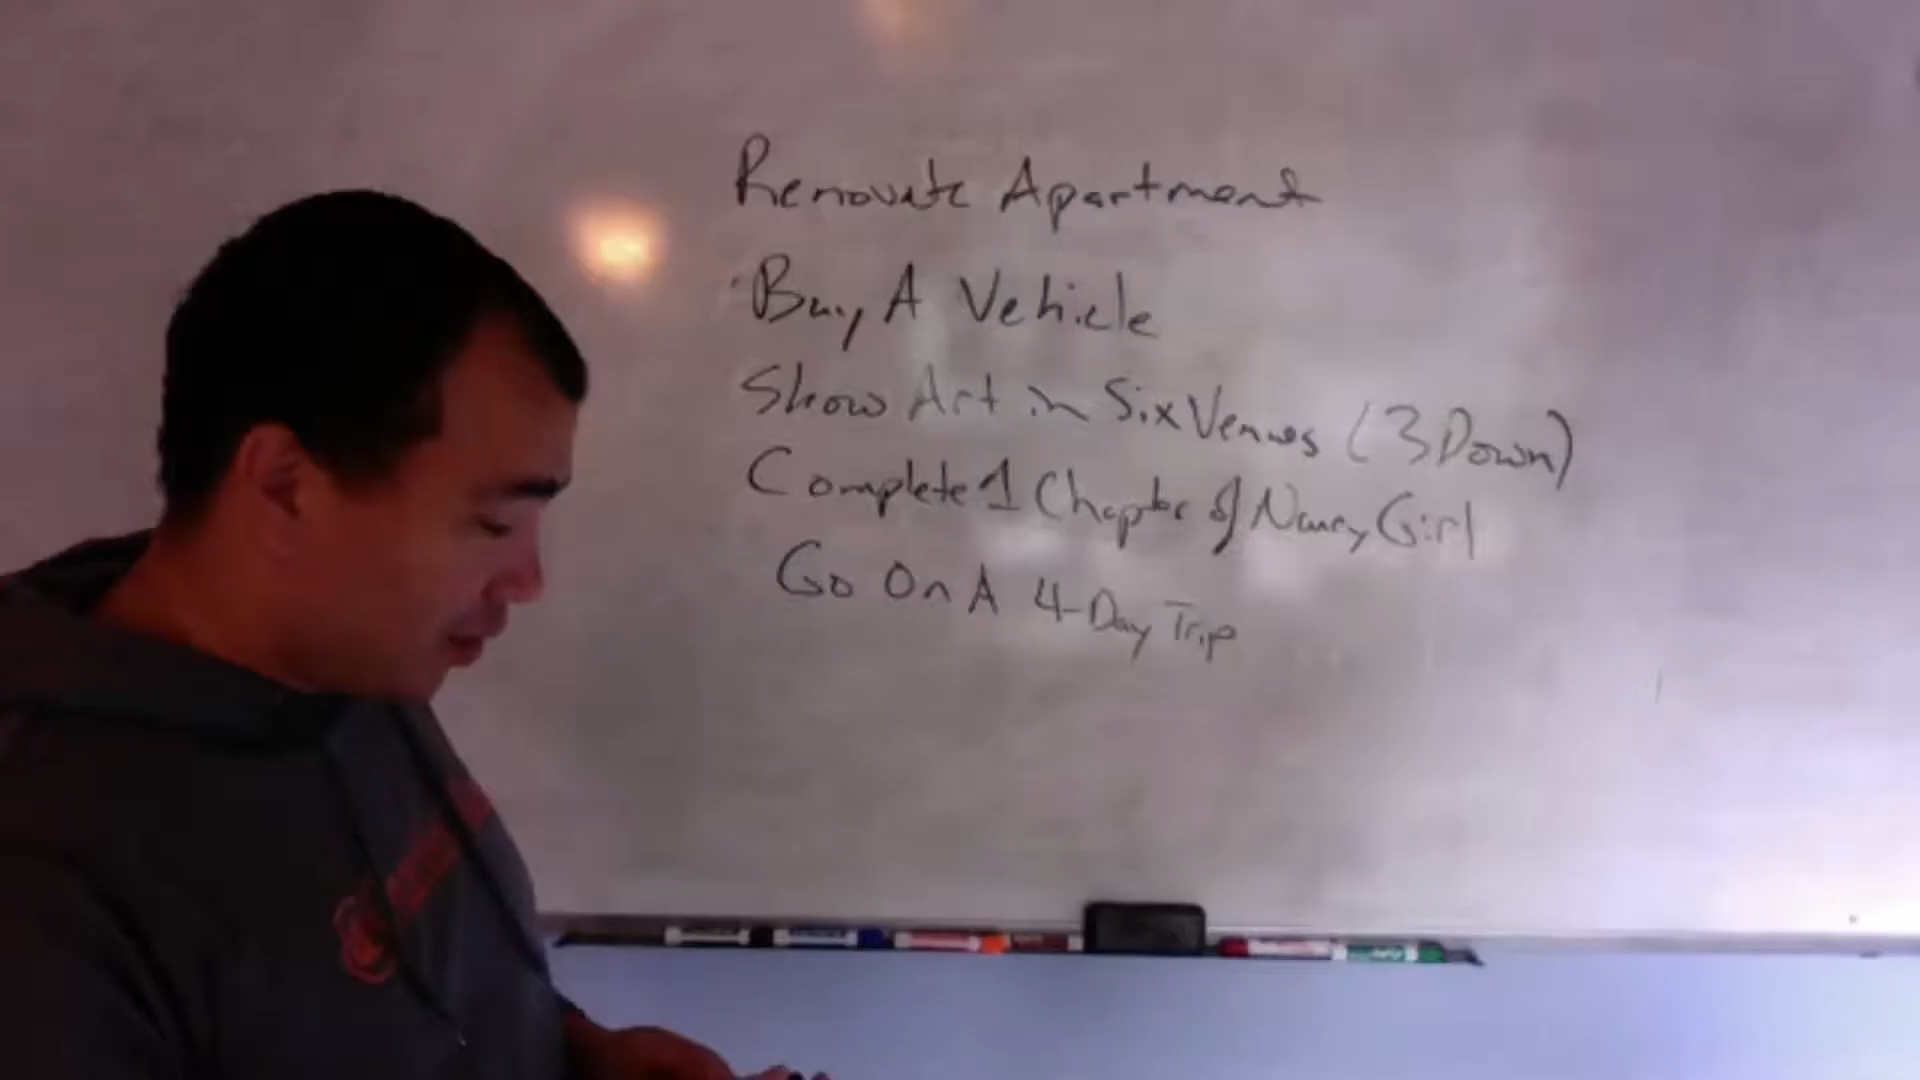 Renovate Apartment
Buy A Vehicle
Show Art in Six Venues (3 Down)
Complete 1 Chapter of Nancy Girl
Go On A 4-Day Trip